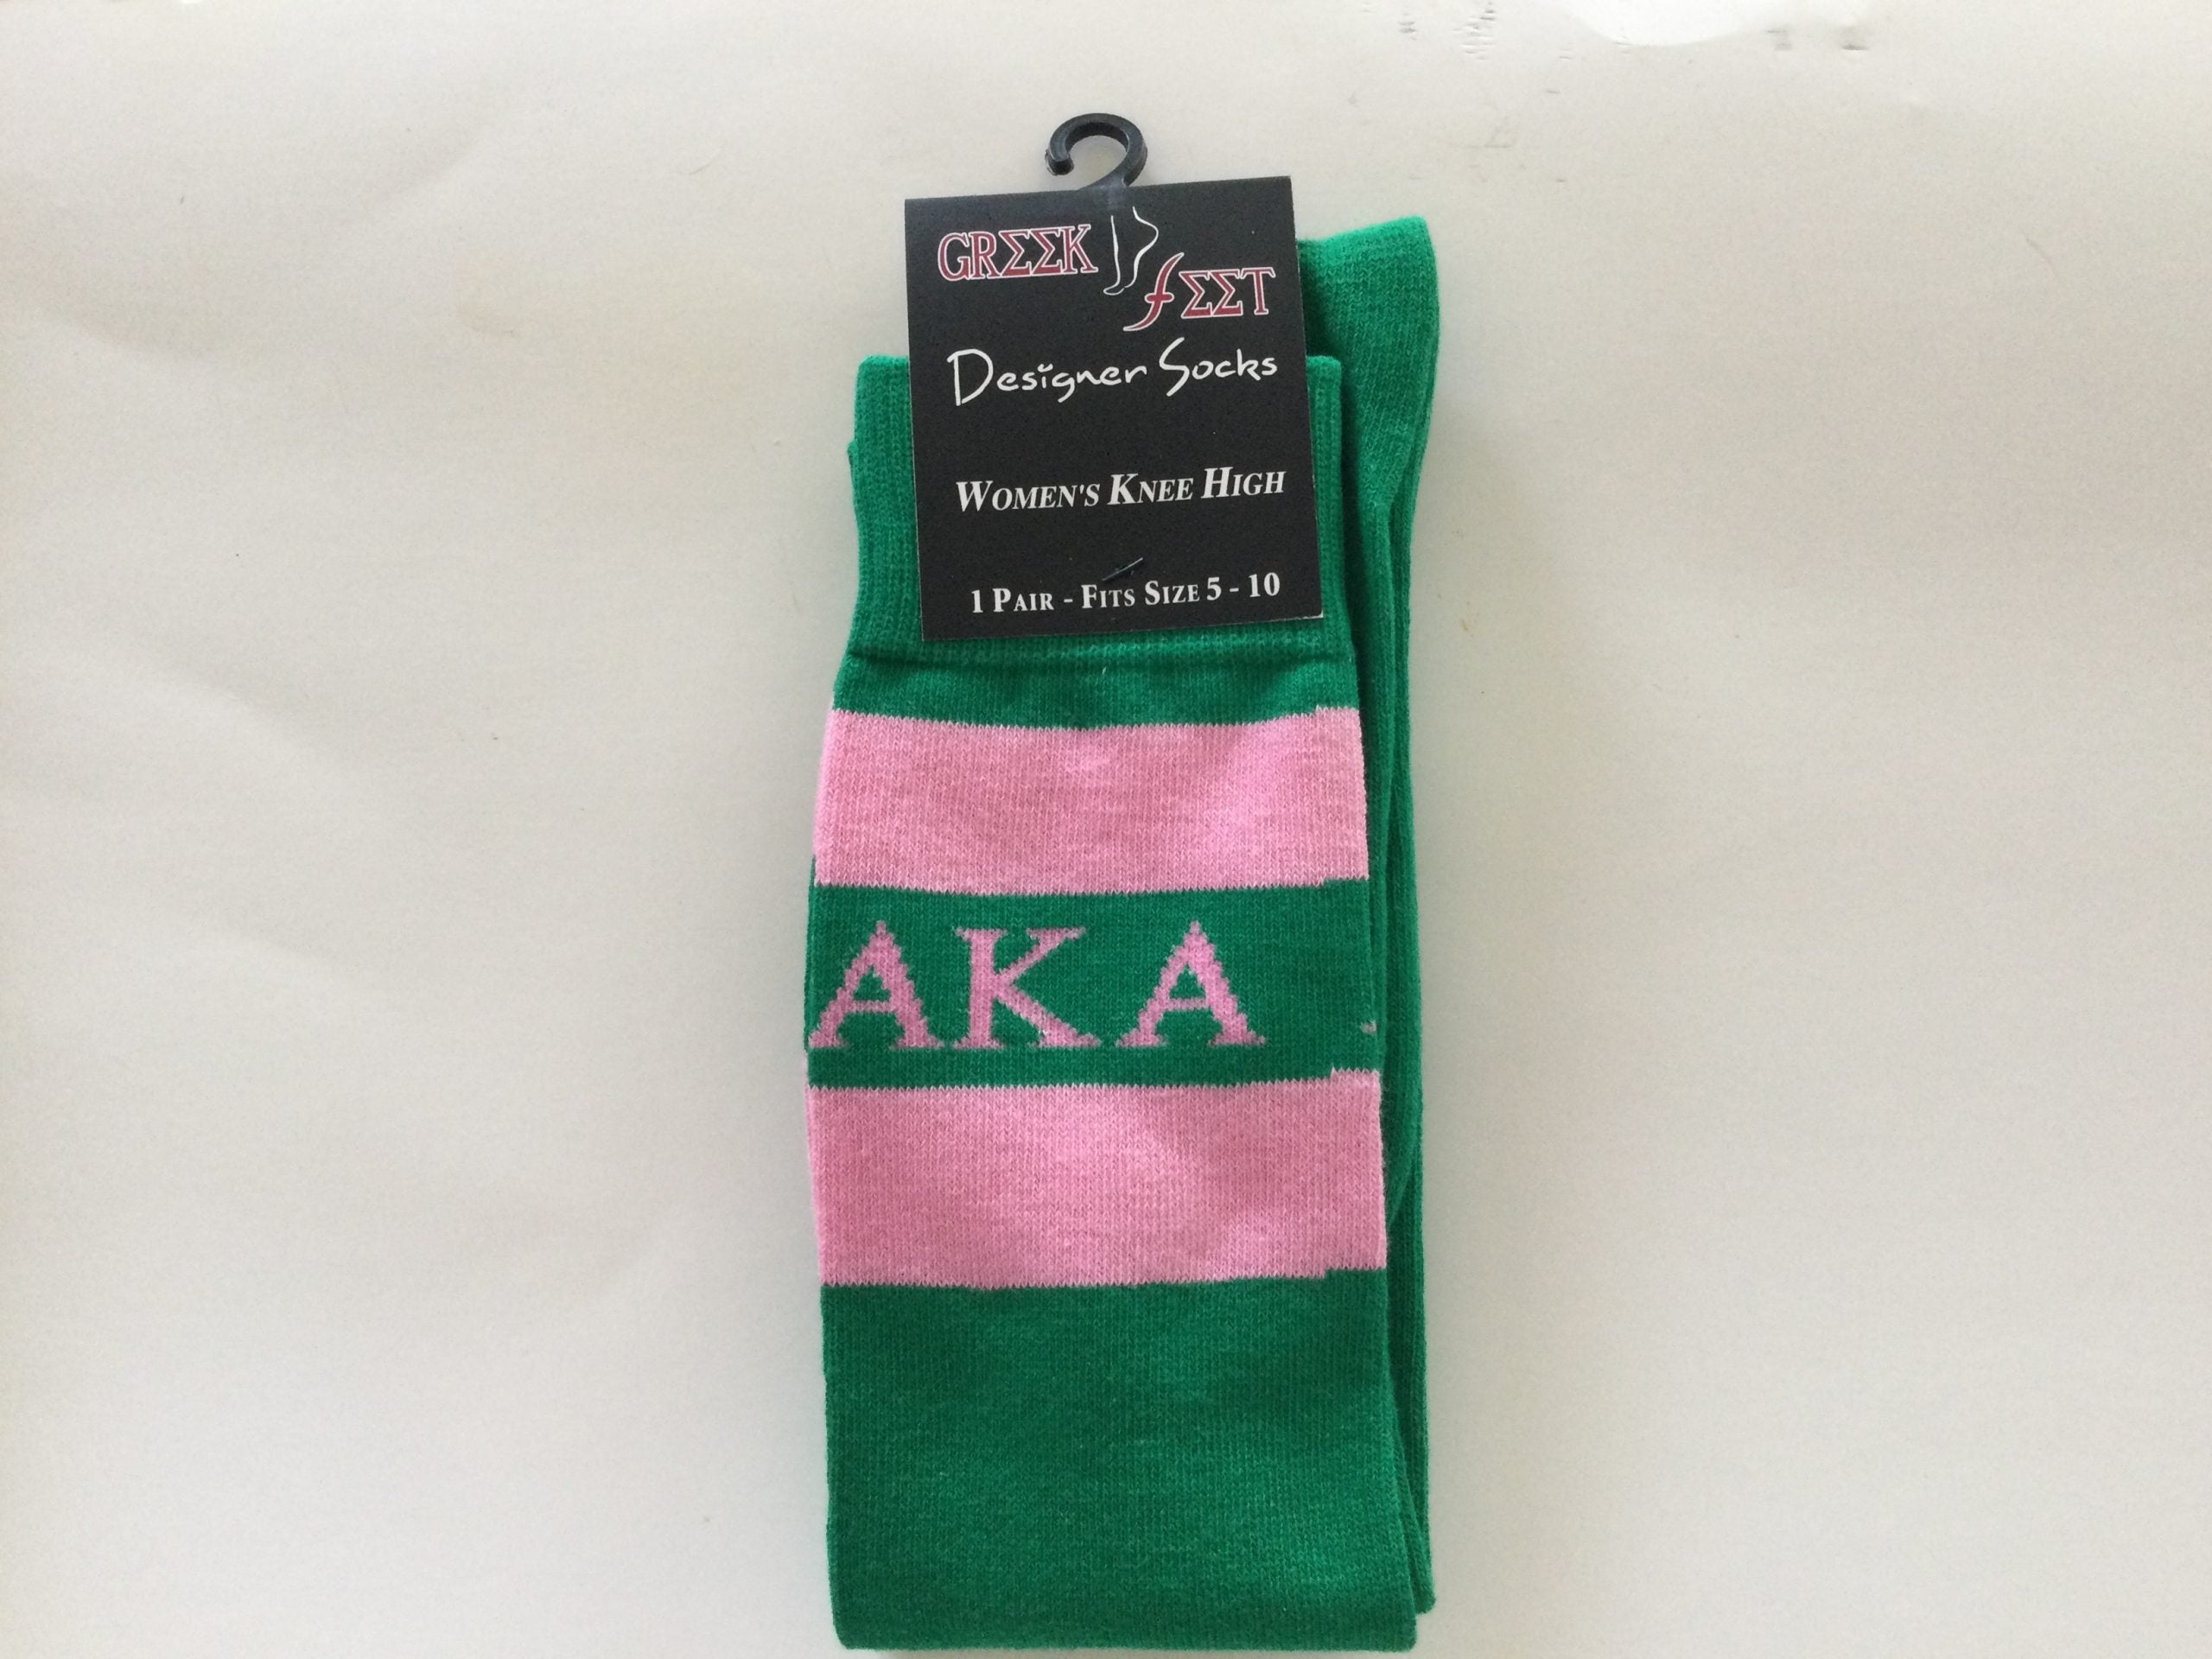 GRΣΣK
fΣΣT
Designer Socks
WOMEN'S KNEE HIGH
1 PAIR - FITS SIZE 5 - 10
AKA